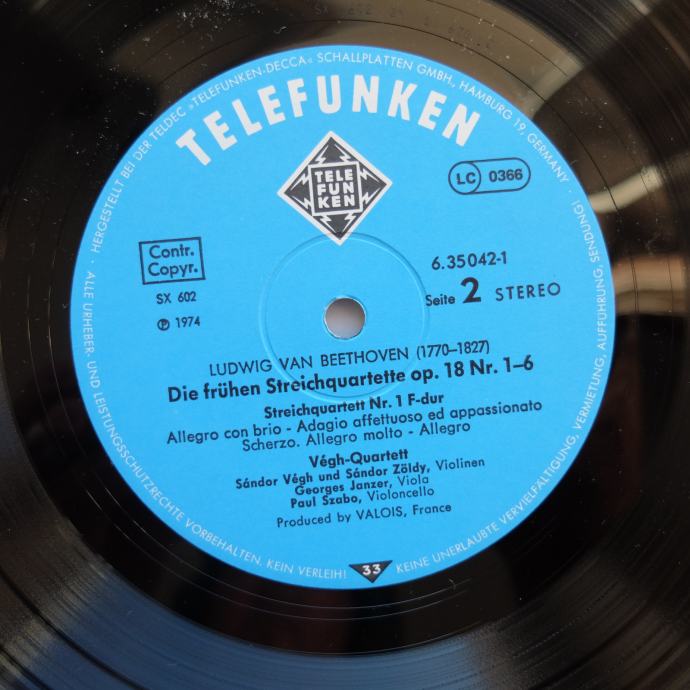 HERGESTELLT BEI DER TELDEC »TELEFUNKEN-DECCA« SCHALLPLATTEN GMBH, HAMBURG 19, GERMANY
TELEFUNKEN
TELE
FUN
KEN
LC 0366
Contr.
Copyr.
SX 602
℗ 1974
6.35042-1
Seite 2 STEREO
LUDWIG VAN BEETHOVEN (1770–1827)
Die frühen Streichquartette op. 18 Nr. 1–6
Streichquartett Nr. 1 F-dur
Allegro con brio - Adagio affettuoso ed appassionato
Scherzo. Allegro molto - Allegro
Végh-Quartett
Sándor Végh und Sándor Zöldy, Violinen
Georges Janzer, Viola
Paul Szabo, Violoncello
Produced by VALOIS, France
33
ALLE URHEBER- UND LEISTUNGSSCHUTZRECHTE VORBEHALTEN. KEIN VERLEIH! KEINE UNERLAUBTE VERVIELFÄLTIGUNG, VERMIETUNG, AUFFÜHRUNG, SENDUNG!